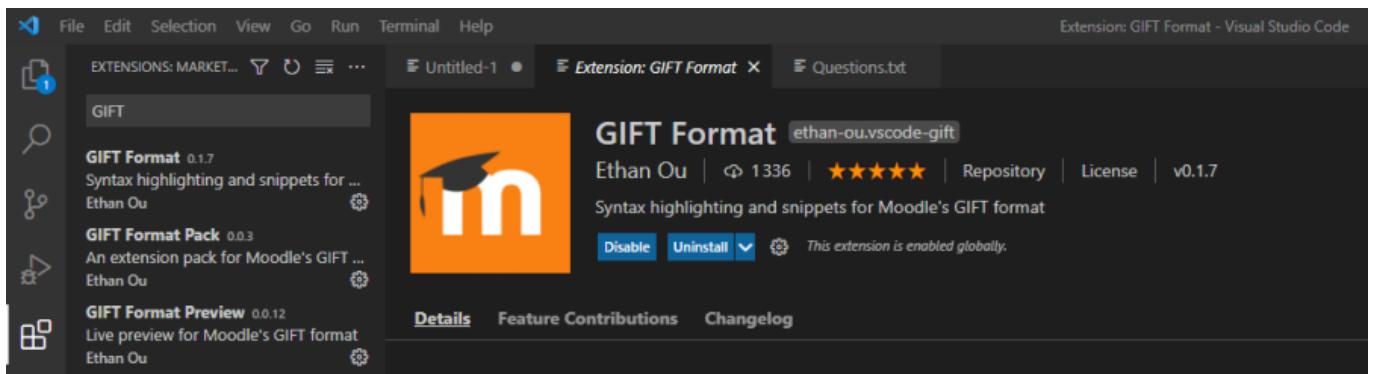 File Edit Selection View Go Run Terminal Help
Extension: GIFT Format - Visual Studio Code
EXTENSIONS: MARKET...
Untitled-1
Extension: GIFT Format
Questions.txt
1
GIFT
GIFT Format 0.1.7
Syntax highlighting and snippets for ...
Ethan Ou
GIFT Format Pack 0.0.3
An extension pack for Moodle's GIFT ...
Ethan Ou
GIFT Format Preview 0.0.12
Live preview for Moodle's GIFT format
Ethan Ou
m
GIFT Format ethan-ou.vscode-gift
Ethan Ou 1336 Repository License v0.1.7
Syntax highlighting and snippets for Moodle's GIFT format
Disable Uninstall This extension is enabled globally.
Details Feature Contributions Changelog